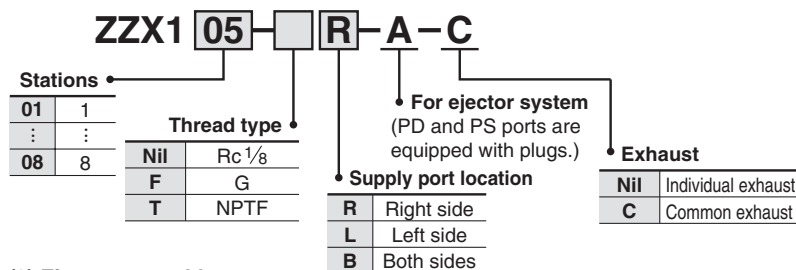 ZZX1 05 - R - A - C
Stations
01 1
⋮ ⋮
08 8
Thread type
Nil Rc 1/8
F G
T NPTF
For ejector system
(PD and PS ports are
equipped with plugs.)
Supply port location
R Right side
L Left side
B Both sides
Exhaust
Nil Individual exhaust
C Common exhaust